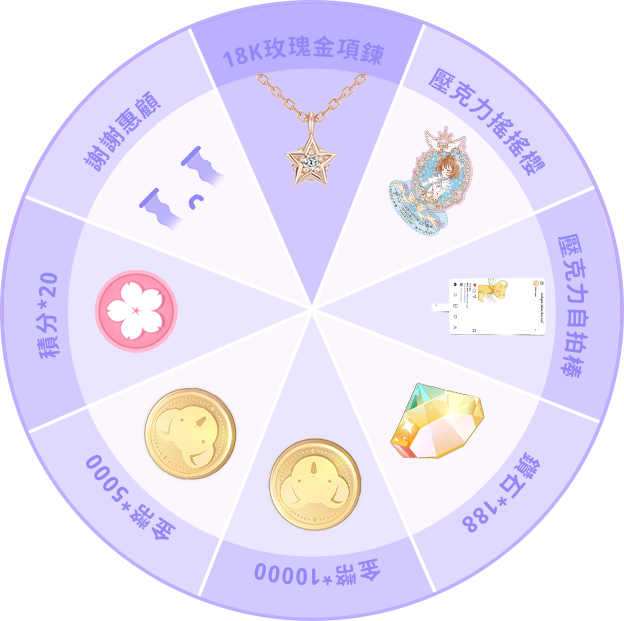 18K玫瑰金項鍊
壓克力搖搖櫻
壓克力自拍棒
鑽石*188
金幣*10000
金幣*5000
積分*20
謝謝惠顧